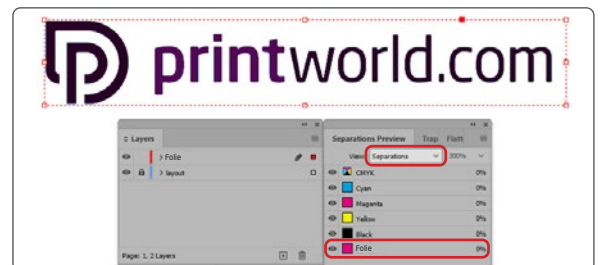 printworld.com
Layers
Separations Preview Trap Flatt
Folie
View: Separations 300%
layout
CMYK 0%
Cyan 0%
Magenta 0%
Yellow 0%
Black 0%
Folie 0%
Page: 1, 2 Layers